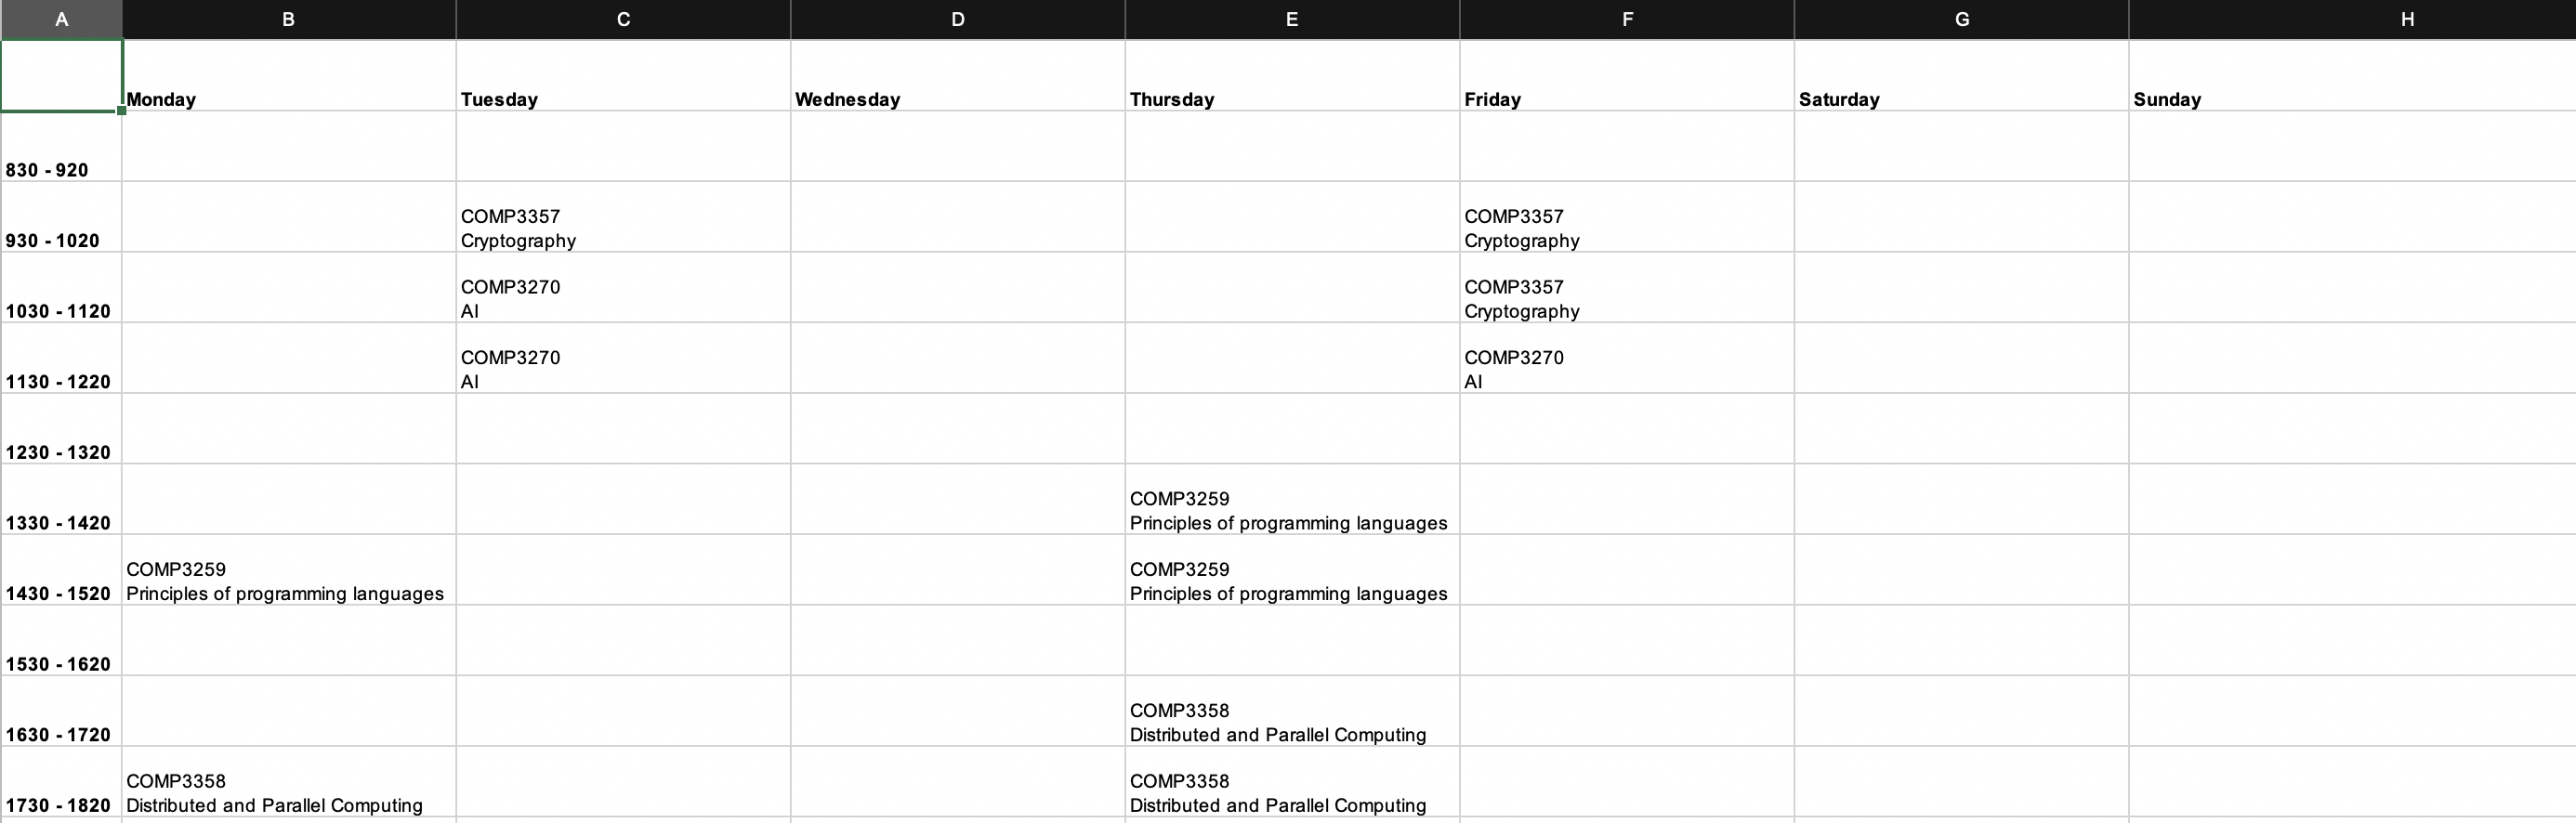 A B C D E F G H
Monday Tuesday Wednesday Thursday Friday Saturday Sunday
830 - 920
930 - 1020
COMP3357
Cryptography
COMP3357
Cryptography
1030 - 1120
COMP3270
AI
COMP3357
Cryptography
1130 - 1220
COMP3270
AI
COMP3270
AI
1230 - 1320
1330 - 1420
COMP3259
Principles of programming languages
1430 - 1520
COMP3259
Principles of programming languages
COMP3259
Principles of programming languages
1530 - 1620
1630 - 1720
COMP3358
Distributed and Parallel Computing
1730 - 1820
COMP3358
Distributed and Parallel Computing
COMP3358
Distributed and Parallel Computing